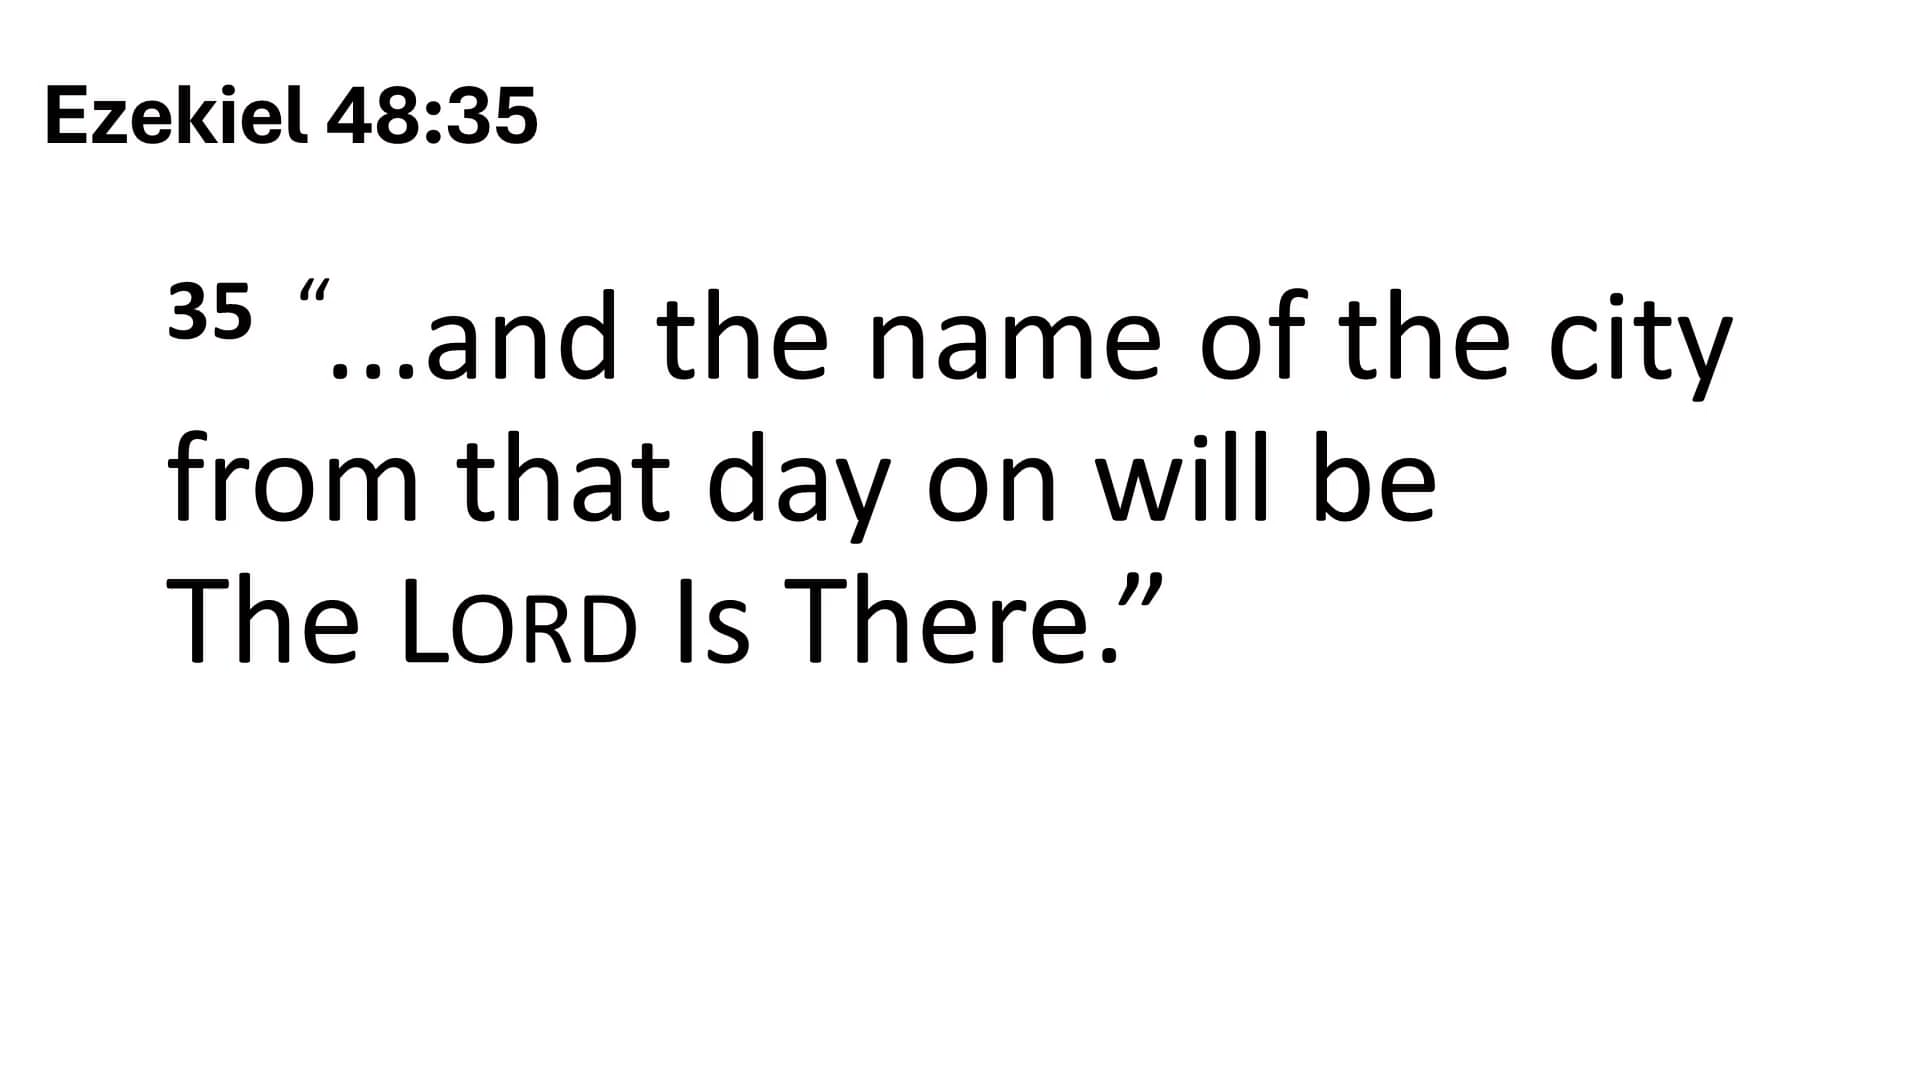 Ezekiel 48:35
35 “...and the name of the city
from that day on will be
The LORD Is There.”